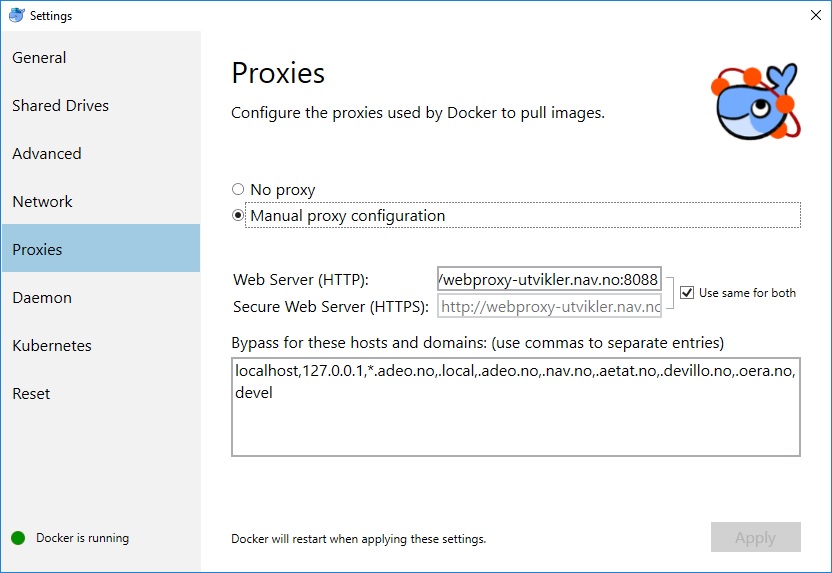 Settings
General
Shared Drives
Advanced
Network
Proxies
Daemon
Kubernetes
Reset
Docker is running
Proxies
Configure the proxies used by Docker to pull images.
No proxy
Manual proxy configuration
Web Server (HTTP): /webproxy-utvikler.nav.no:8088
Secure Web Server (HTTPS): http://webproxy-utvikler.nav.no
Use same for both
Bypass for these hosts and domains: (use commas to separate entries)
localhost,127.0.0.1,*.adeo.no,.local,.adeo.no,.nav.no,.aetat.no,.devillo.no,.oera.no,
devel
Docker will restart when applying these settings.
Apply